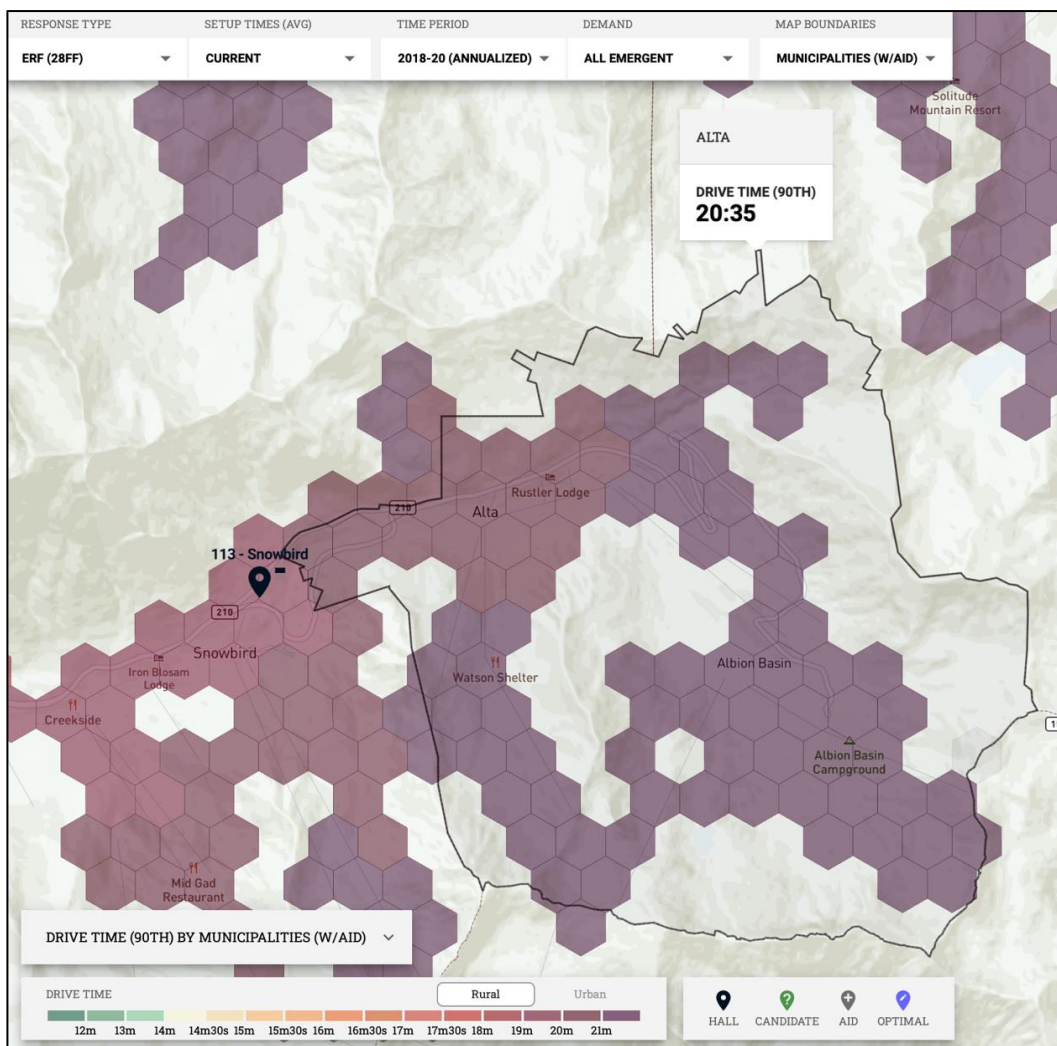 RESPONSE TYPE
SETUP TIMES (AVG)
TIME PERIOD
DEMAND
MAP BOUNDARIES
ERF (28FF)
CURRENT
2018-20 (ANNUALIZED)
ALL EMERGENT
MUNICIPALITIES (W/AID)
Solitude
Mountain Resort
ALTA
DRIVE TIME (90TH)
20:35
Rustler Lodge
210
Alta
113 - Snowbird
210
Snowbird
Iron Blosam
Lodge
Watson Shelter
Albion Basin
Creekside
1
Albion Basin
Campground
Mid Gad
Restaurant
DRIVE TIME (90TH) BY MUNICIPALITIES (W/AID)
DRIVE TIME
Rural
Urban
12m 13m 14m 14m30s 15m 15m30s 16m 16m30s 17m 17m30s 18m 19m 20m 21m
HALL CANDIDATE AID OPTIMAL